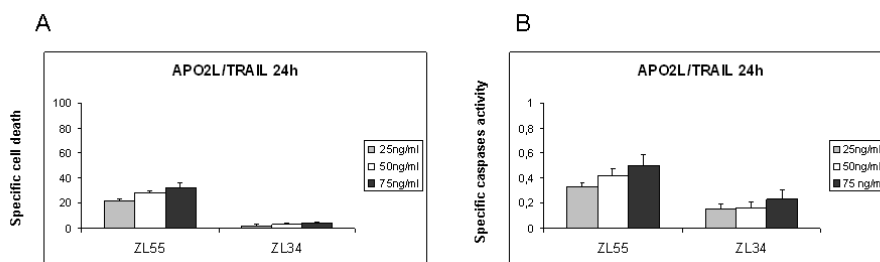 A
APO2L/TRAIL 24h
Specific cell death
100
80
60
40
20
0
ZL55
ZL34
25ng/ml
50ng/ml
75ng/ml
B
APO2L/TRAIL 24h
Specific caspases activity
1
0,8
0,6
0,4
0,2
0
ZL55
ZL34
25ng/ml
50ng/ml
75 ng/ml